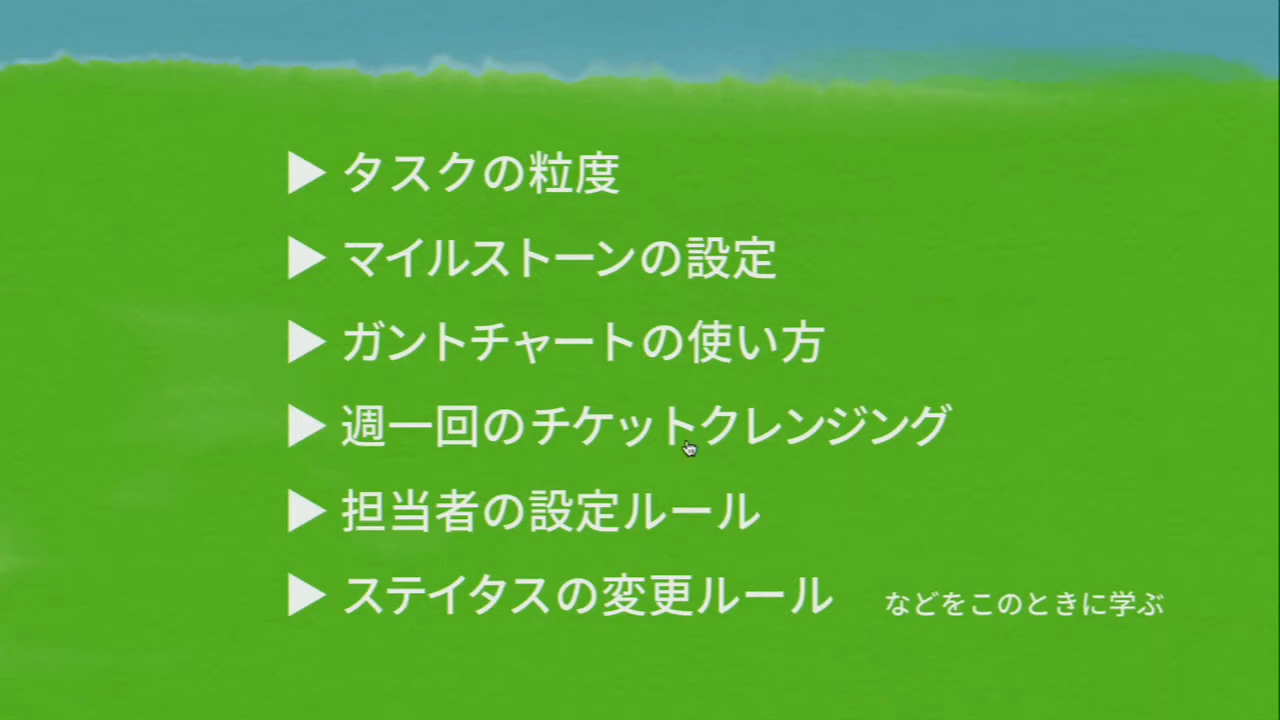 ▶ タスクの粒度
▶ マイルストーンの設定
▶ ガントチャートの使い方
▶ 週一回のチケットクレンジング
▶ 担当者の設定ルール
▶ ステイタスの変更ルール などをこのときに学ぶ